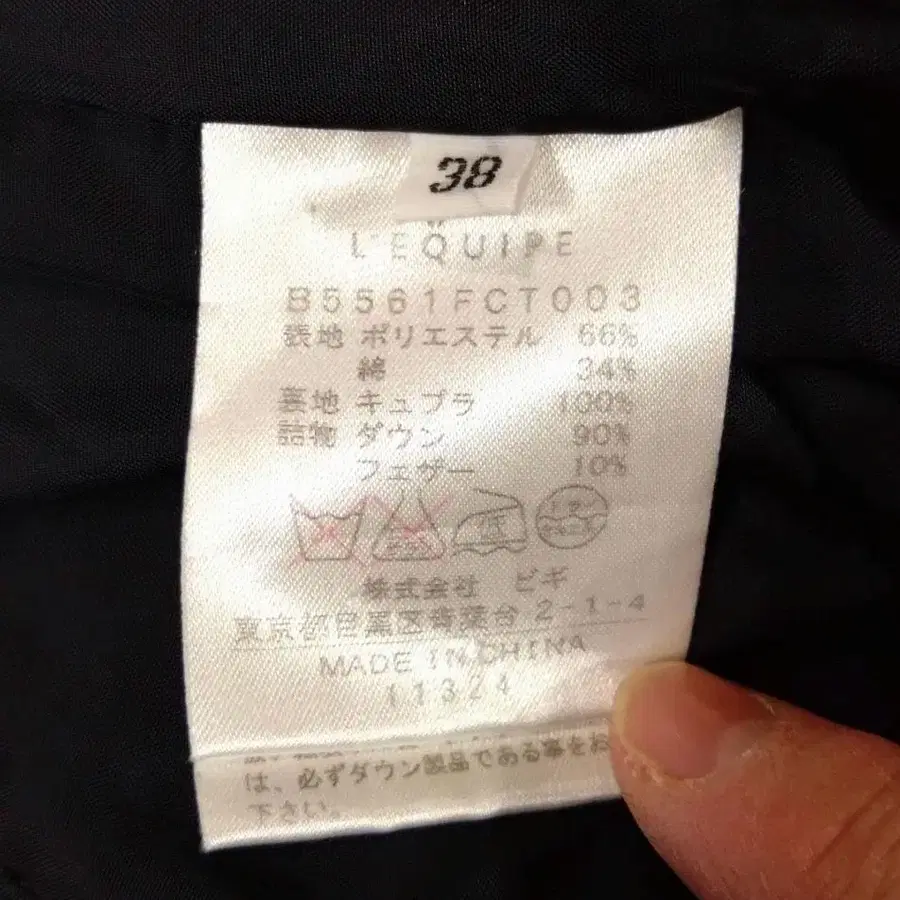 38
L'EQUIPE
B5561FCT003
表地 ポリエステル 66%
綿 34%
裏地 キュプラ 100%
詰物 ダウン 90%
フェザー 10%
株式会社 ビギ
東京都目黒区青葉台 2-1-4
MADE IN CHINA
11324
は、必ずダウン製品である事をお
下さい。